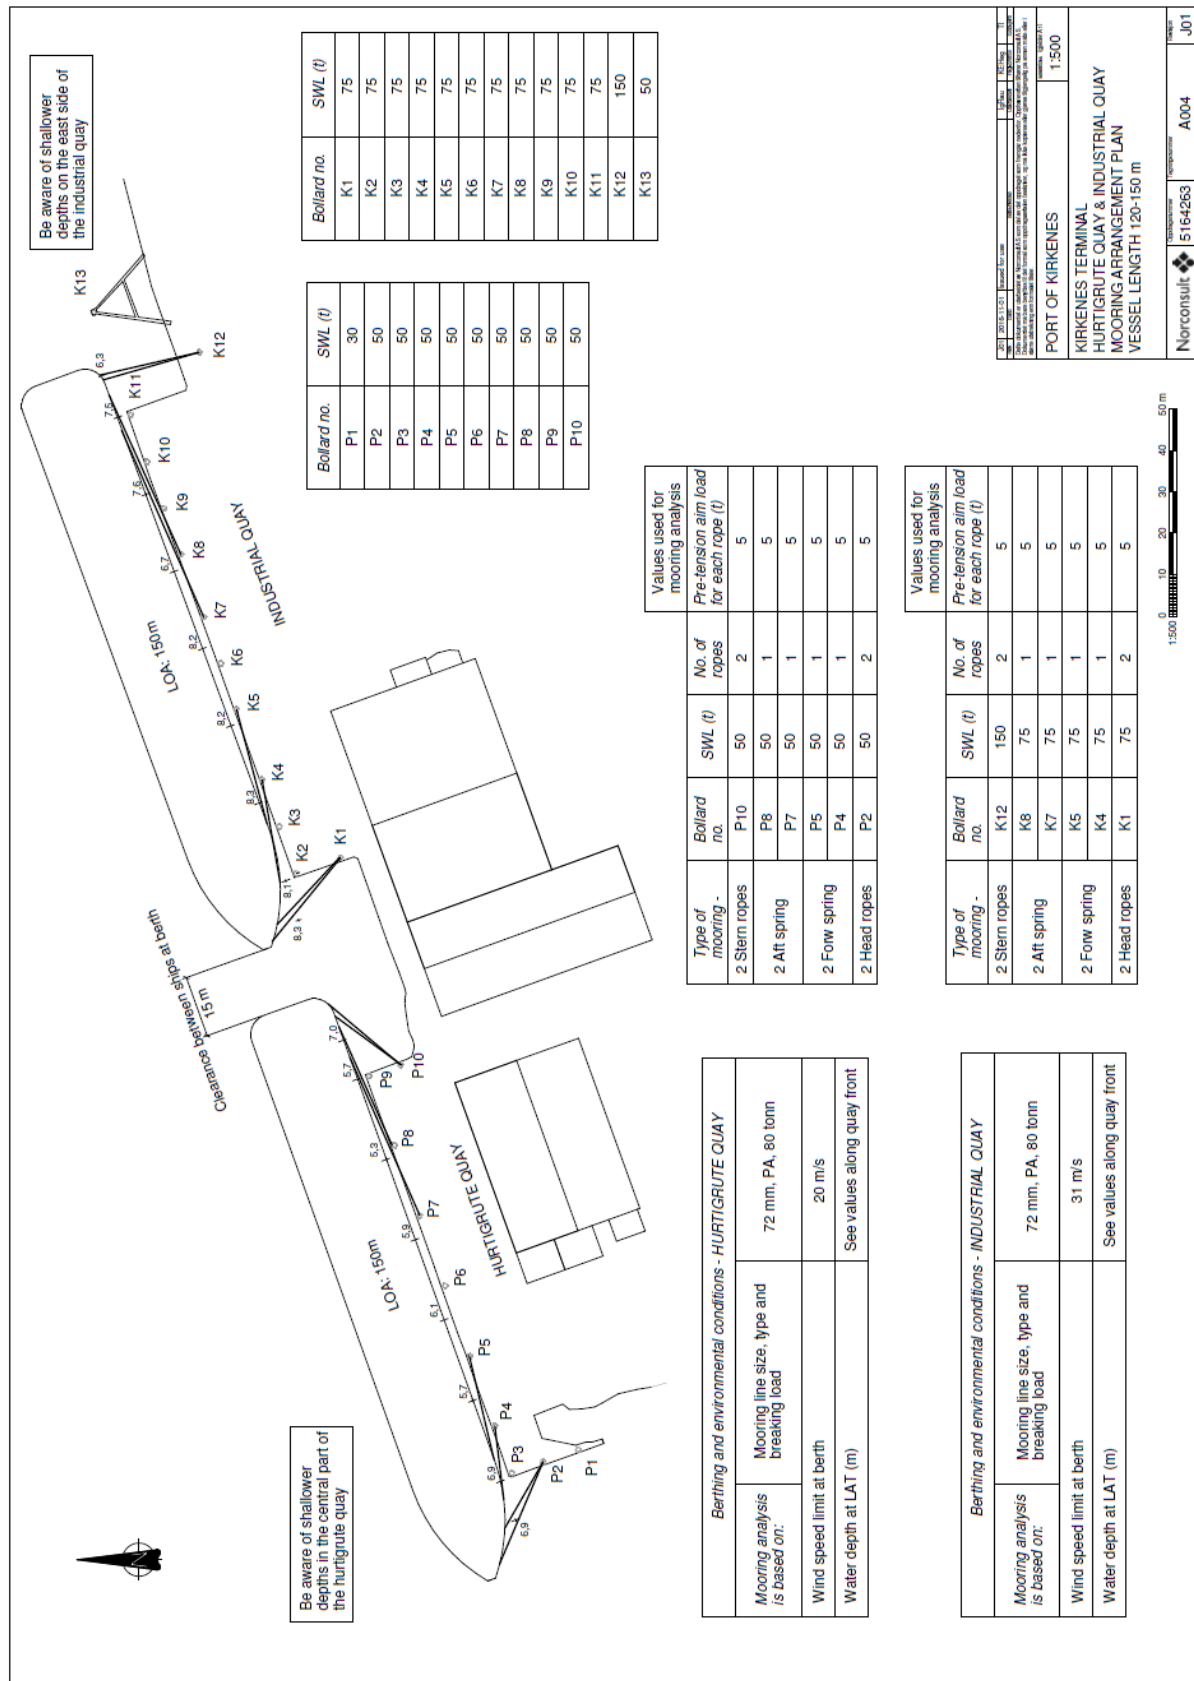 Be aware of shallower
depths in the central part of
the hurtigrute quay
Be aware of shallower
depths on the east side of
the industrial quay
N
Clearance between ships at berth
15 m
LOA: 150m
LOA: 150m
HURTIGRUTE QUAY
INDUSTRIAL QUAY
6,9
6,9
5,7
6,1
5,9
5,3
5,7
7,0
8,3
8,1
8,3
8,2
8,2
6,7
7,6
7,5
6,3
P1
P2
P3
P4
P5
P6
P7
P8
P9
P10
K1
K2
K3
K4
K5
K6
K7
K8
K9
K10
K11
K12
K13
Bollard no. SWL (t)
P1 30
P2 50
P3 50
P4 50
P5 50
P6 50
P7 50
P8 50
P9 50
P10 50
Bollard no. SWL (t)
K1 75
K2 75
K3 75
K4 75
K5 75
K6 75
K7 75
K8 75
K9 75
K10 75
K11 75
K12 150
K13 50
Berthing and environmental conditions - HURTIGRUTE QUAY
Mooring analysis
is based on:
Mooring line size, type and
breaking load
72 mm, PA, 80 tonn
Wind speed limit at berth 20 m/s
Water depth at LAT (m) See values along quay front
Values used for
mooring analysis
Type of
mooring -
Bollard
no.
SWL (t)
No. of
ropes
Pre-tension aim load
for each rope (t)
2 Stern ropes P10 50 2 5
2 Aft spring P8 50 1 5
P7 50 1 5
2 Forw spring P5 50 1 5
P4 50 1 5
2 Head ropes P2 50 2 5
Berthing and environmental conditions - INDUSTRIAL QUAY
Mooring analysis
is based on:
Mooring line size, type and
breaking load
72 mm, PA, 80 tonn
Wind speed limit at berth 31 m/s
Water depth at LAT (m) See values along quay front
Values used for
mooring analysis
Type of
mooring -
Bollard
no.
SWL (t)
No. of
ropes
Pre-tension aim load
for each rope (t)
2 Stern ropes K12 150 2 5
2 Aft spring K8 75 1 5
K7 75 1 5
2 Forw spring K5 75 1 5
K4 75 1 5
2 Head ropes K1 75 2 5
1:500 0 10 20 30 40 50 m
J01 2016-11-01 Issued for use
PORT OF KIRKENES
1:500
KIRKENES TERMINAL
HURTIGRUTE QUAY & INDUSTRIAL QUAY
MOORING ARRANGEMENT PLAN
VESSEL LENGTH 120-150 m
Norconsult
5164263
A004
J01